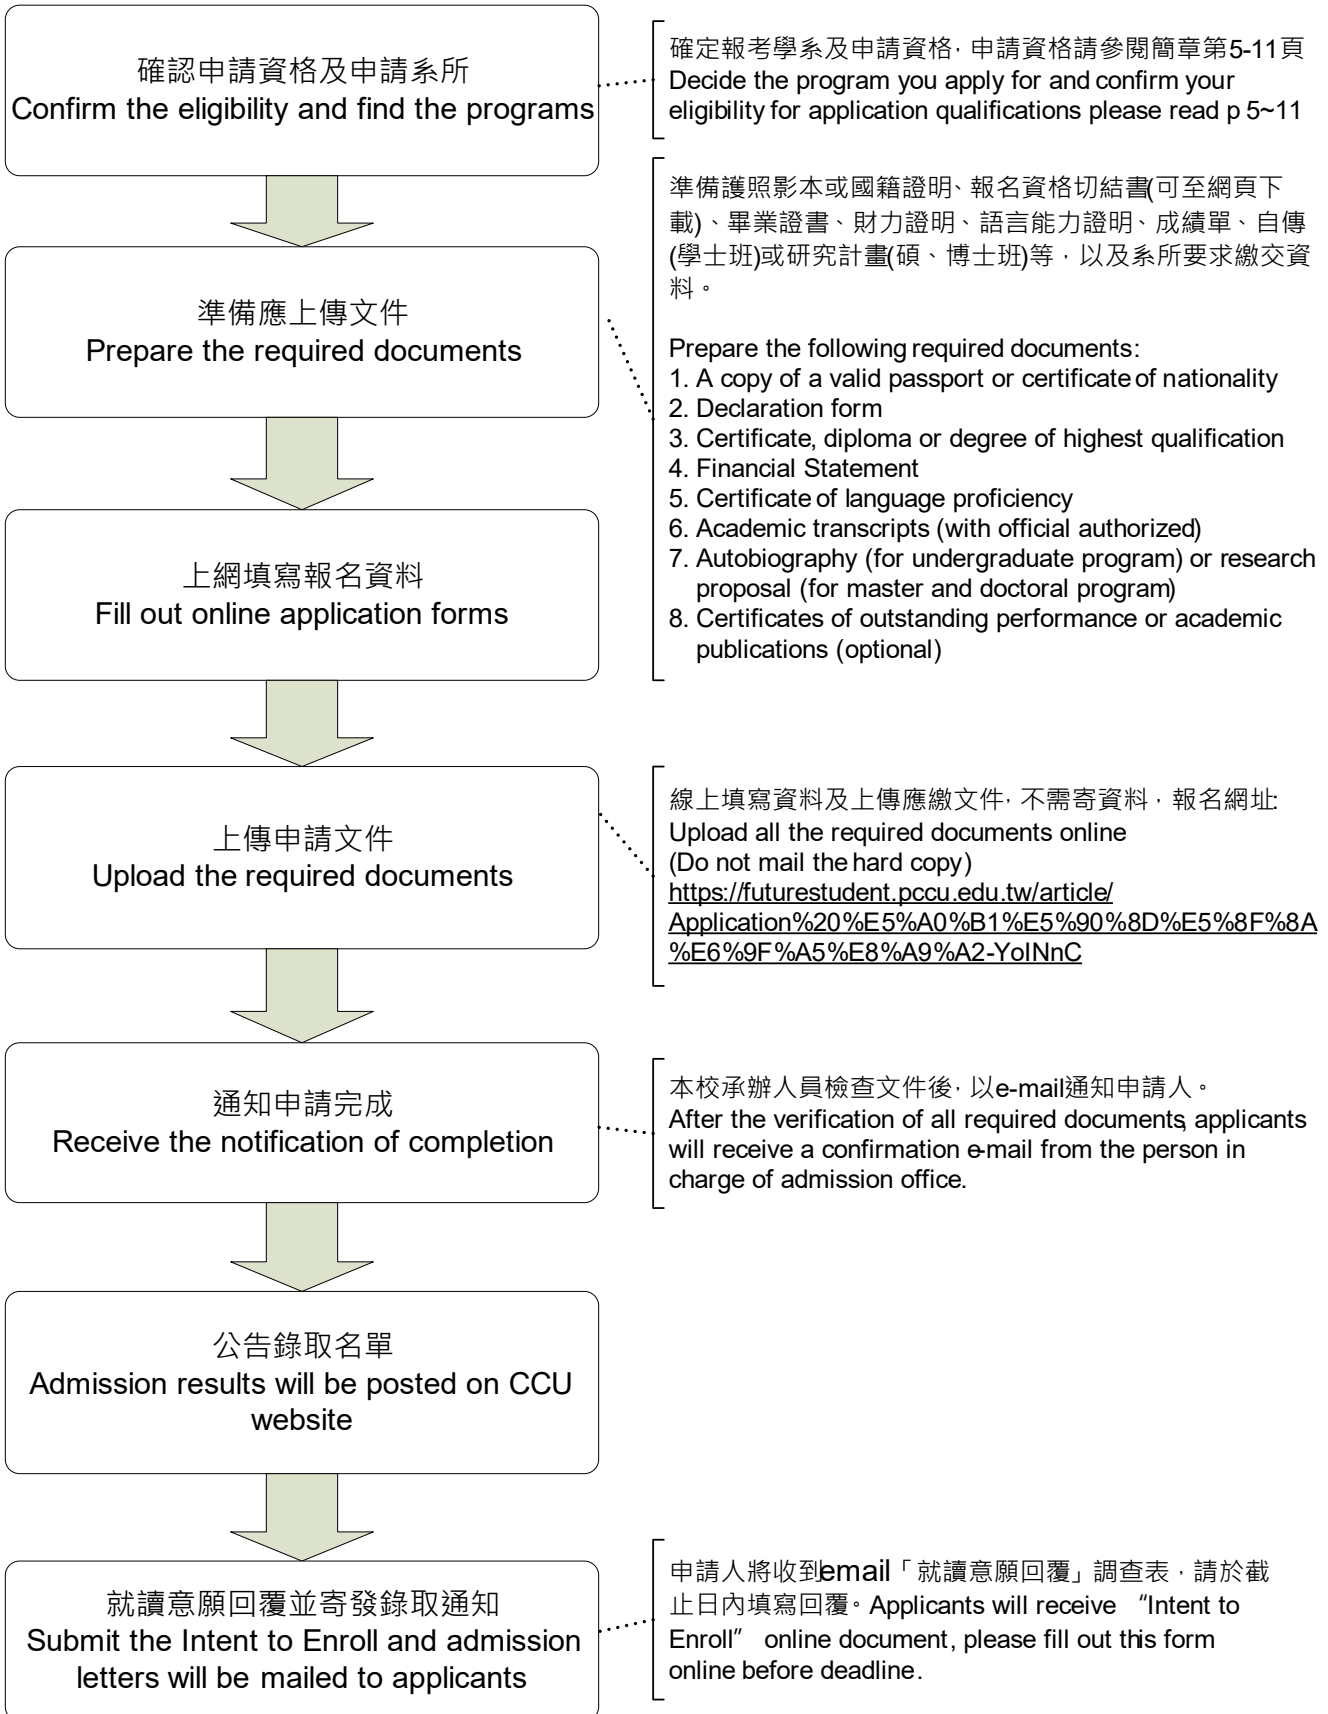 確認申請資格及申請系所
Confirm the eligibility and find the programs
確定報考學系及申請資格，申請資格請參閱簡章第5-11頁
Decide the program you apply for and confirm your
eligibility for application qualifications please read p 5~11
準備護照影本或國籍證明、報名資格切結書(可至網頁下
載)、畢業證書、財力證明、語言能力證明、成績單、自傳
(學士班)或研究計畫(碩、博士班)等，以及系所要求繳交資
料。
準備應上傳文件
Prepare the required documents
Prepare the following required documents:
1. A copy of a valid passport or certificate of nationality
2. Declaration form
3. Certificate, diploma or degree of highest qualification
4. Financial Statement
5. Certificate of language proficiency
6. Academic transcripts (with official authorized)
7. Autobiography (for undergraduate program) or research
proposal (for master and doctoral program)
8. Certificates of outstanding performance or academic
publications (optional)
上網填寫報名資料
Fill out online application forms
上傳申請文件
Upload the required documents
線上填寫資料及上傳應繳文件，不需寄資料，報名網址:
Upload all the required documents online
(Do not mail the hard copy)
https://futurestudent.pccu.edu.tw/article/
Application%20%E5%A0%B1%E5%90%8D%E5%8F%8A
%E6%9F%A5%E8%A9%A2-YoINnC
通知申請完成
Receive the notification of completion
本校承辦人員檢查文件後，以e-mail通知申請人。
After the verification of all required documents, applicants
will receive a confirmation e-mail from the person in
charge of admission office.
公告錄取名單
Admission results will be posted on CCU
website
就讀意願回覆並寄發錄取通知
Submit the Intent to Enroll and admission
letters will be mailed to applicants
申請人將收到email「就讀意願回覆」調查表，請於截
止日內填寫回覆。Applicants will receive “Intent to
Enroll” online document, please fill out this form
online before deadline.